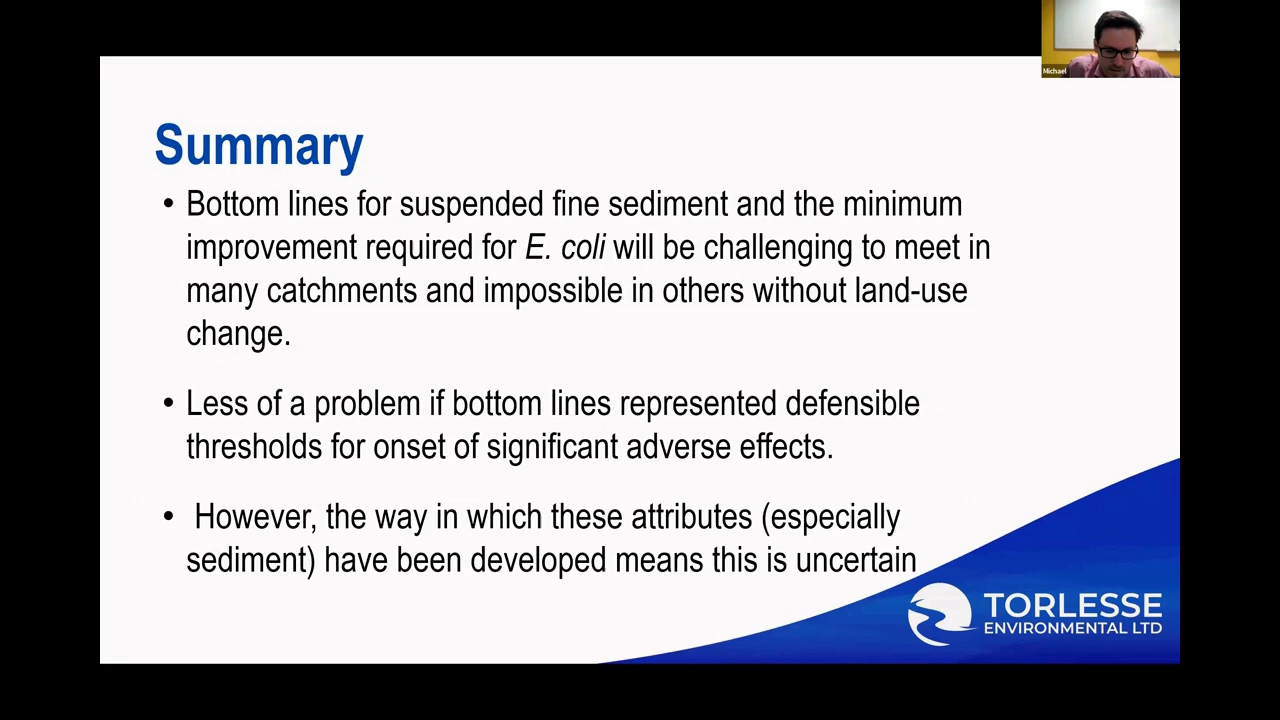 Michael
Summary
• Bottom lines for suspended fine sediment and the minimum
improvement required for E. coli will be challenging to meet in
many catchments and impossible in others without land-use
change.
• Less of a problem if bottom lines represented defensible
thresholds for onset of significant adverse effects.
• However, the way in which these attributes (especially
sediment) have been developed means this is uncertain
TORLESSE
ENVIRONMENTAL LTD